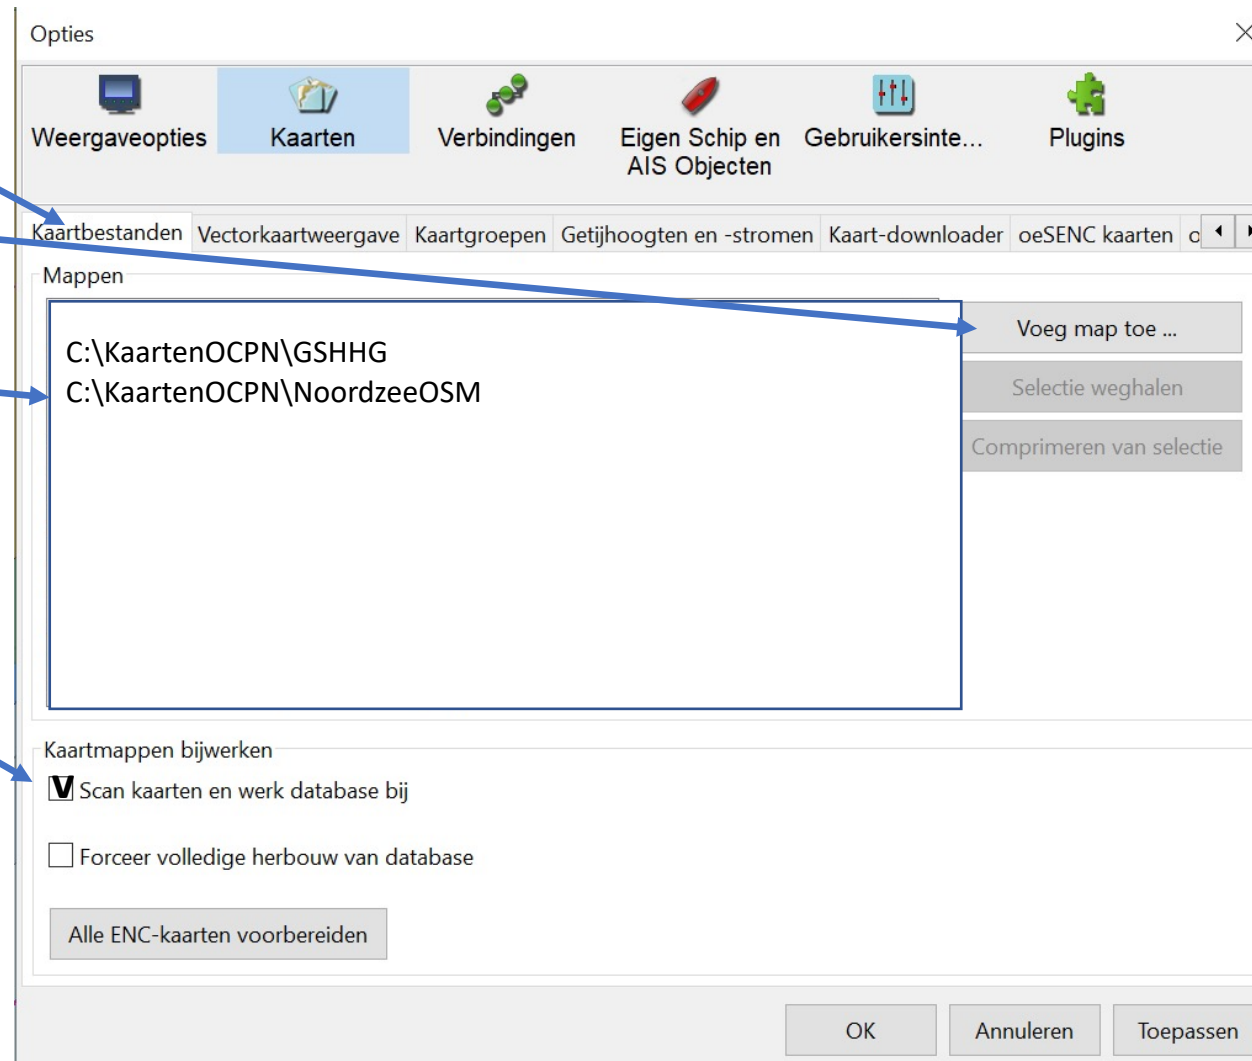 Opties
Weergaveopties
Kaarten
Verbindingen
Eigen Schip en
AIS Objecten
Gebruikersinte...
Plugins
Kaartbestanden Vectorkaartweergave Kaartgroepen Getijhoogten en -stromen Kaart-downloader oeSENC kaarten
Mappen
C:\KaartenOCPN\GSHHG
C:\KaartenOCPN\NoordzeeOSM
Voeg map toe ...
Selectie weghalen
Comprimeren van selectie
Kaartmappen bijwerken
V Scan kaarten en werk database bij
Forceer volledige herbouw van database
Alle ENC-kaarten voorbereiden
OK Annuleren Toepassen